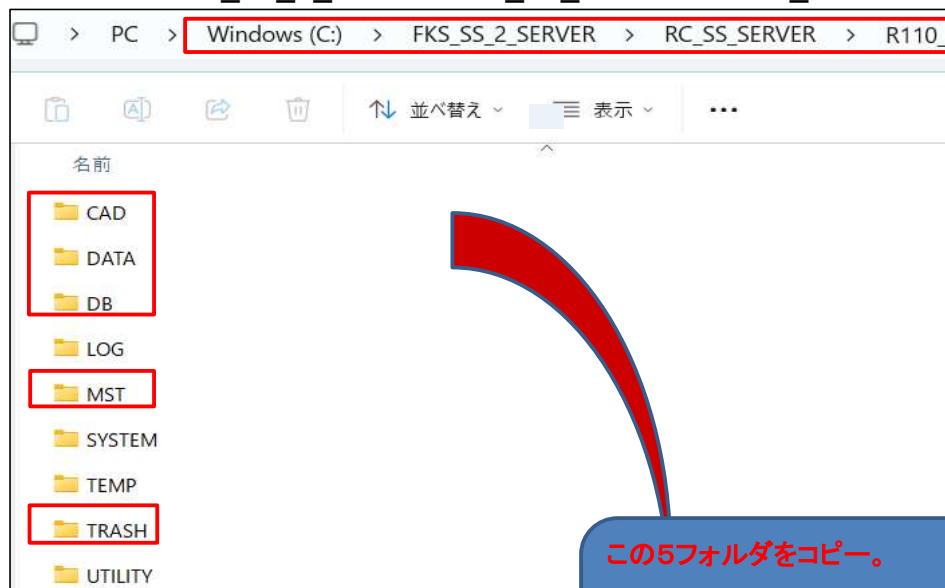 PC > Windows (C:) > FKS_SS_2_SERVER > RC_SS_SERVER > R110_
並べ替え 表示 ...
名前
CAD
DATA
DB
LOG
MST
SYSTEM
TEMP
TRASH
この5フォルダをコピー。
UTILITY